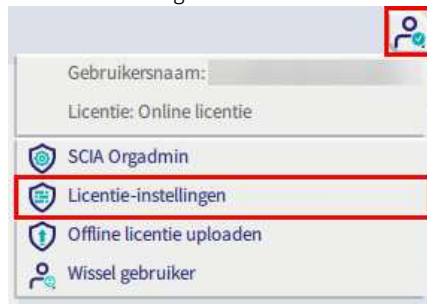 Gebruikersnaam:
Licentie: Online licentie
SCIA Orgadmin
Licentie-instellingen
Offline licentie uploaden
Wissel gebruiker